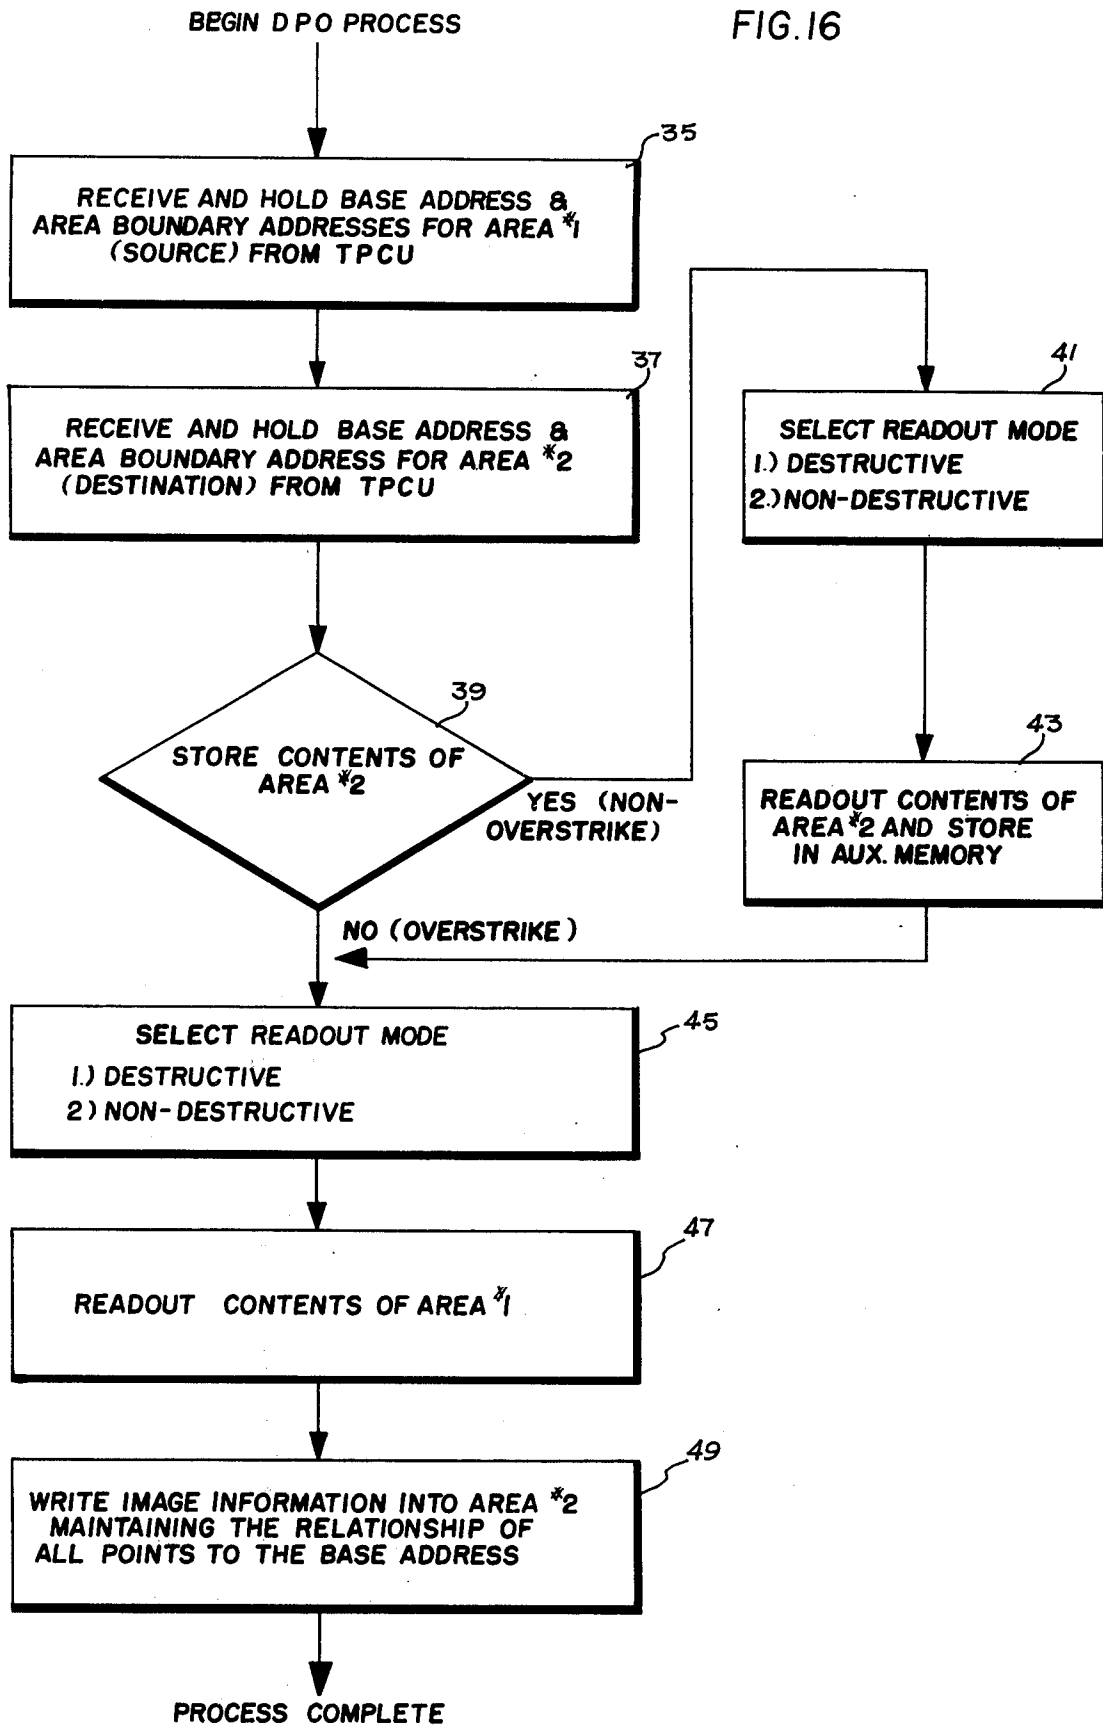 BEGIN DPO PROCESS
FIG.16
35
RECEIVE AND HOLD BASE ADDRESS &
AREA BOUNDARY ADDRESSES FOR AREA #1
(SOURCE) FROM TPCU
37
RECEIVE AND HOLD BASE ADDRESS &
AREA BOUNDARY ADDRESS FOR AREA #2
(DESTINATION) FROM TPCU
39
STORE CONTENTS OF
AREA #2
YES (NON-
OVERSTRIKE)
NO (OVERSTRIKE)
41
SELECT READOUT MODE
1.) DESTRUCTIVE
2.) NON-DESTRUCTIVE
43
READOUT CONTENTS OF
AREA #2 AND STORE
IN AUX. MEMORY
45
SELECT READOUT MODE
1.) DESTRUCTIVE
2) NON-DESTRUCTIVE
47
READOUT CONTENTS OF AREA #1
49
WRITE IMAGE INFORMATION INTO AREA #2
MAINTAINING THE RELATIONSHIP OF
ALL POINTS TO THE BASE ADDRESS
PROCESS COMPLETE